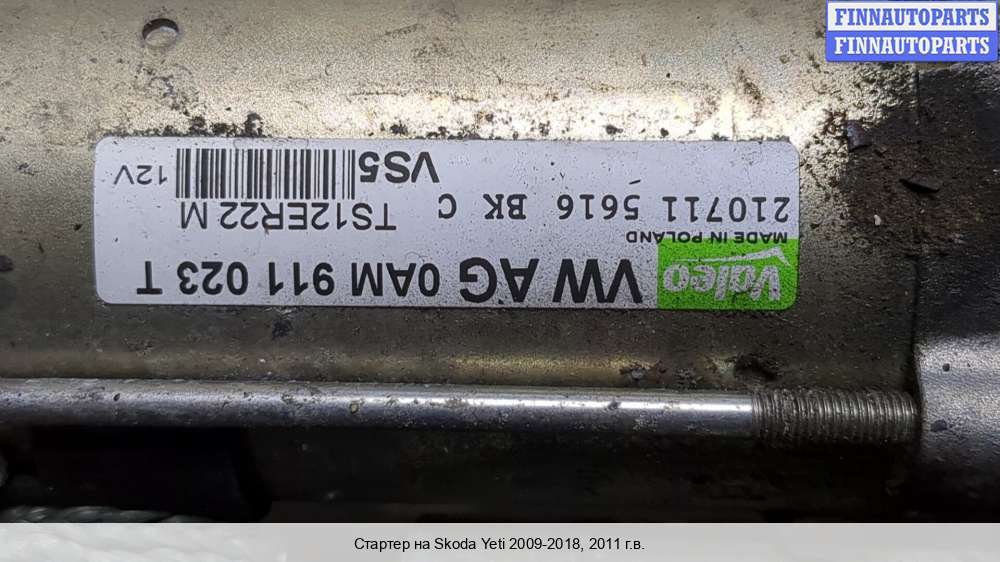 FINNAUTOPARTS
FINNAUTOPARTS
Valeo
VW AG 0AM 911 023 T
MADE IN POLAND
210711 5616 BK C
TS12ER22 M
VS5
12V
Стартер на Skoda Yeti 2009-2018, 2011 г.в.